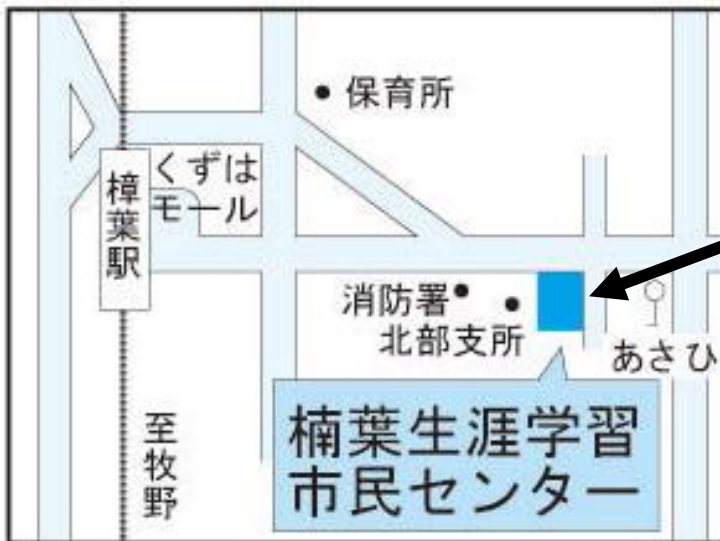 保育所
くずは
モール
樟葉駅
消防署
北部支所
あさひ
至牧野
楠葉生涯学習
市民センター